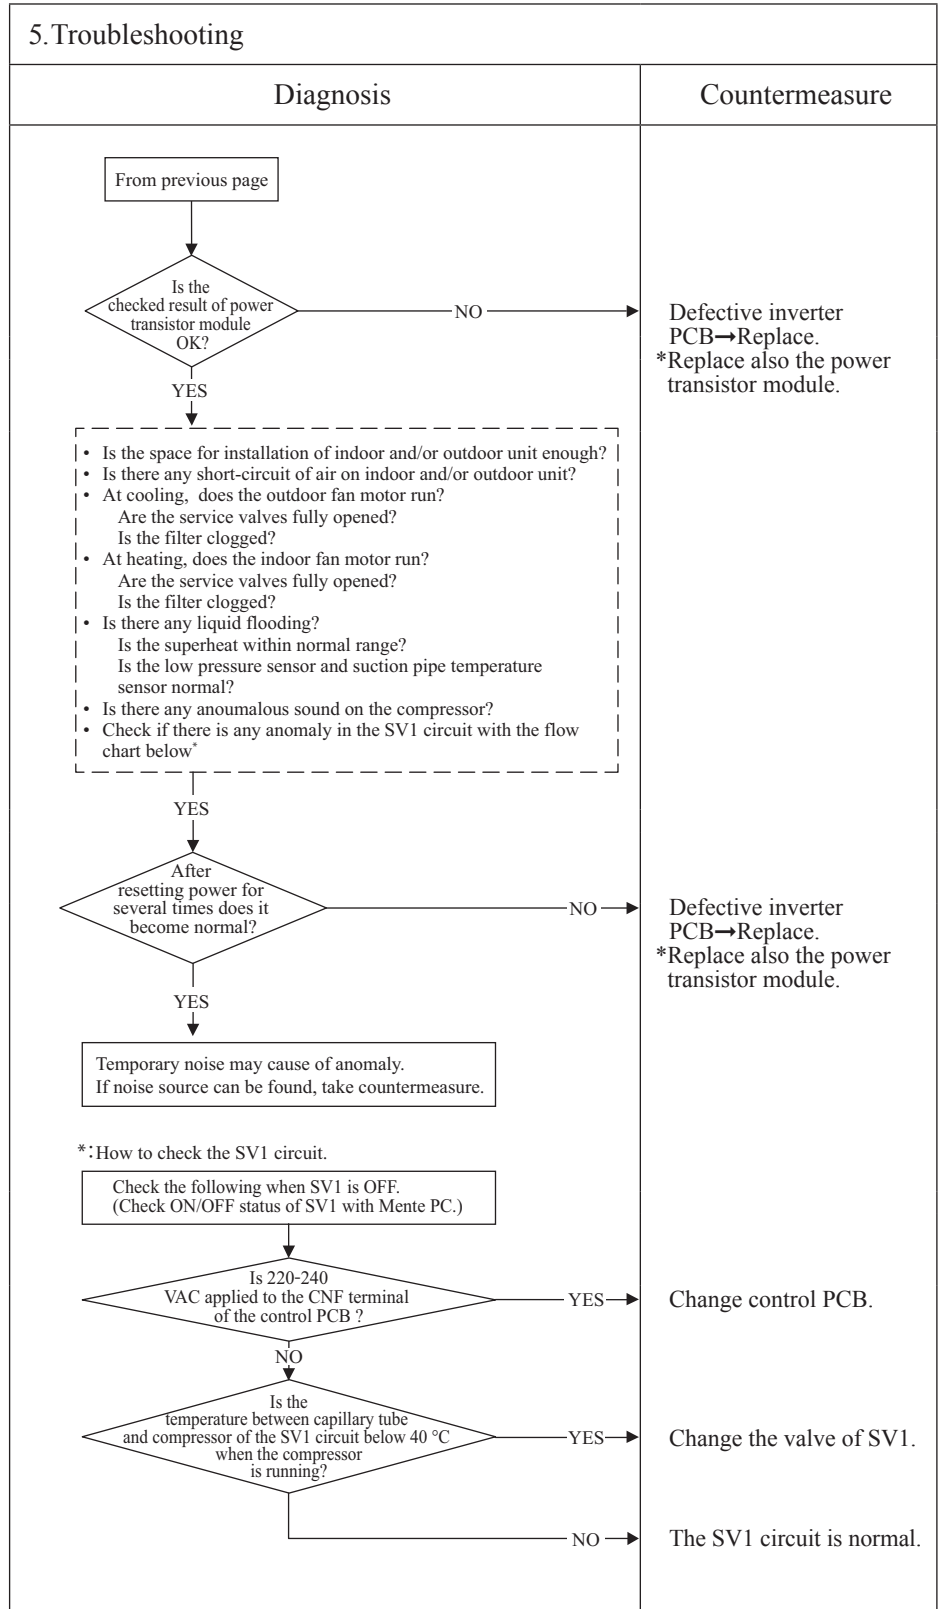 5.Troubleshooting
Diagnosis
Countermeasure
From previous page
Is the
checked result of power
transistor module
OK?
NO
Defective inverter
PCB→Replace.
*Replace also the power
transistor module.
YES
• Is the space for installation of indoor and/or outdoor unit enough?
• Is there any short-circuit of air on indoor and/or outdoor unit?
• At cooling, does the outdoor fan motor run?
Are the service valves fully opened?
Is the filter clogged?
• At heating, does the indoor fan motor run?
Are the service valves fully opened?
Is the filter clogged?
• Is there any liquid flooding?
Is the superheat within normal range?
Is the low pressure sensor and suction pipe temperature
sensor normal?
• Is there any anoumalous sound on the compressor?
• Check if there is any anomaly in the SV1 circuit with the flow
chart below*
YES
After
resetting power for
several times does it
become normal?
NO
Defective inverter
PCB→Replace.
*Replace also the power
transistor module.
YES
Temporary noise may cause of anomaly.
If noise source can be found, take countermeasure.
*:How to check the SV1 circuit.
Check the following when SV1 is OFF.
(Check ON/OFF status of SV1 with Mente PC.)
Is 220-240
VAC applied to the CNF terminal
of the control PCB ?
YES
Change control PCB.
NO
Is the
temperature between capillary tube
and compressor of the SV1 circuit below 40 °C
when the compressor
is running?
YES
Change the valve of SV1.
NO
The SV1 circuit is normal.